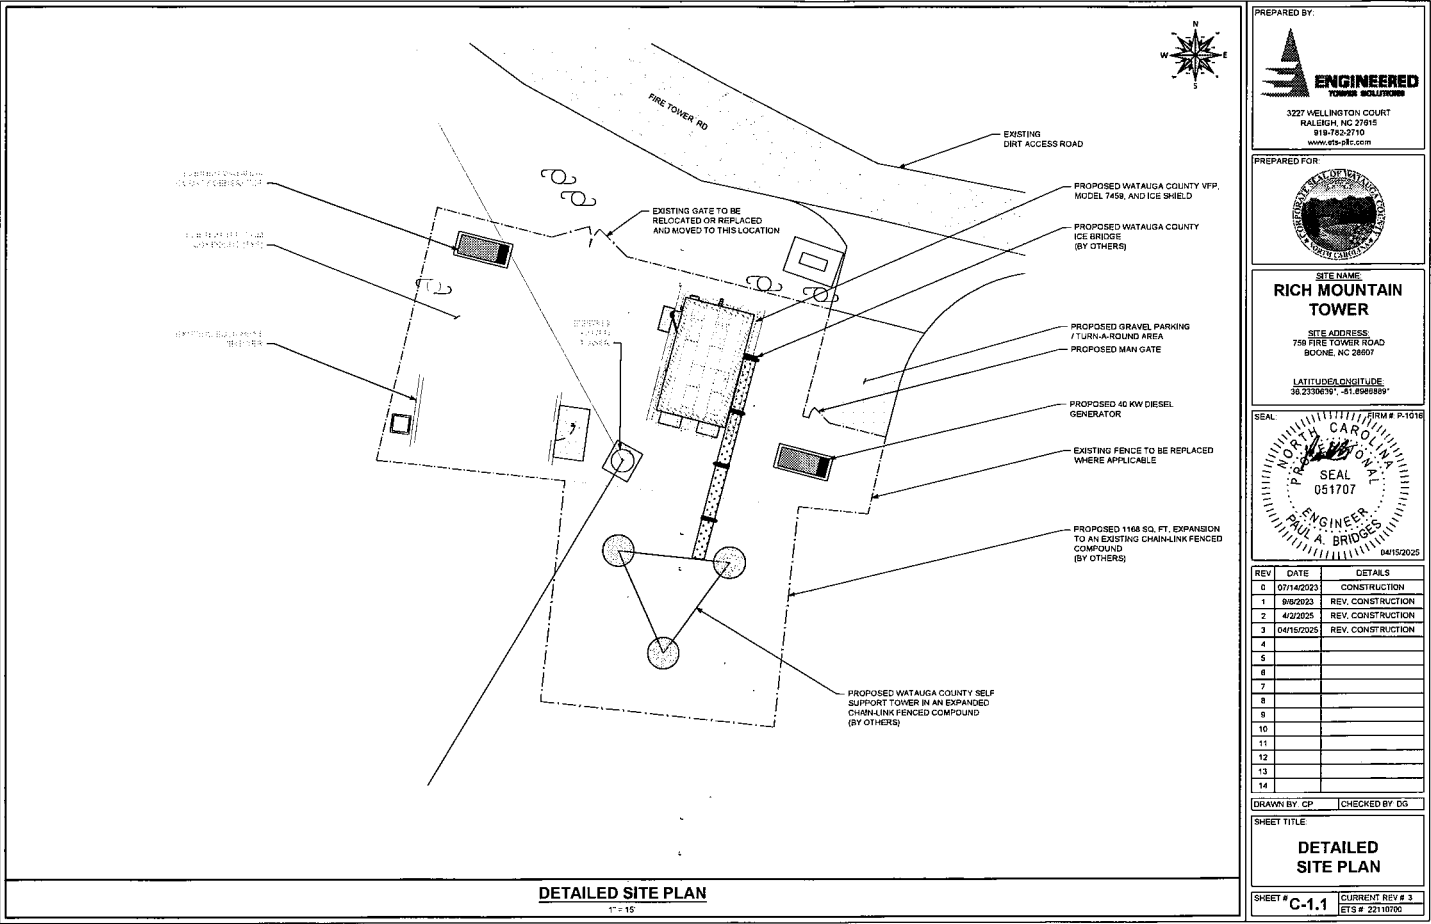 N
W
E
S
FIRE TOWER RD
EXISTING
DIRT ACCESS ROAD
PROPOSED WATAUGA COUNTY VFP,
MODEL 7459, AND ICE SHIELD
EXISTING GATE TO BE
RELOCATED OR REPLACED
AND MOVED TO THIS LOCATION
PROPOSED WATAUGA COUNTY
ICE BRIDGE
(BY OTHERS)
PROPOSED GRAVEL PARKING
/ TURN-A-ROUND AREA
PROPOSED MAN GATE
PROPOSED 40 KW DIESEL
GENERATOR
EXISTING FENCE TO BE REPLACED
WHERE APPLICABLE
PROPOSED 1168 SQ. FT. EXPANSION
TO AN EXISTING CHAIN-LINK FENCED
COMPOUND
(BY OTHERS)
PROPOSED WATAUGA COUNTY SELF
SUPPORT TOWER IN AN EXPANDED
CHAIN-LINK FENCED COMPOUND
(BY OTHERS)
DETAILED SITE PLAN
1" = 15'
PREPARED BY:
ENGINEERED
TOWER SOLUTIONS
3227 WELLINGTON COURT
RALEIGH, NC 27615
919-782-2710
www.ets-pllc.com
PREPARED FOR:
CORPORATE SEAL OF WATAUGA COUNTY
NORTH CAROLINA
SITE NAME:
RICH MOUNTAIN
TOWER
SITE ADDRESS:
759 FIRE TOWER ROAD
BOONE, NC 28607
LATITUDE/LONGITUDE:
SEAL:
FIRM #: P-1016
NORTH CAROLINA
PROFESSIONAL
SEAL
051707
ENGINEER
PAUL A. BRIDGES
04/15/2025
REV DATE DETAILS
0 07/14/2023 CONSTRUCTION
1 9/6/2023 REV. CONSTRUCTION
2 4/2/2025 REV. CONSTRUCTION
3 04/15/2025 REV. CONSTRUCTION
4
5
6
7
8
9
10
11
12
13
14
DRAWN BY: CP CHECKED BY: DG
SHEET TITLE:
DETAILED
SITE PLAN
SHEET # C-1.1
CURRENT REV # 3
ETS # 22110700